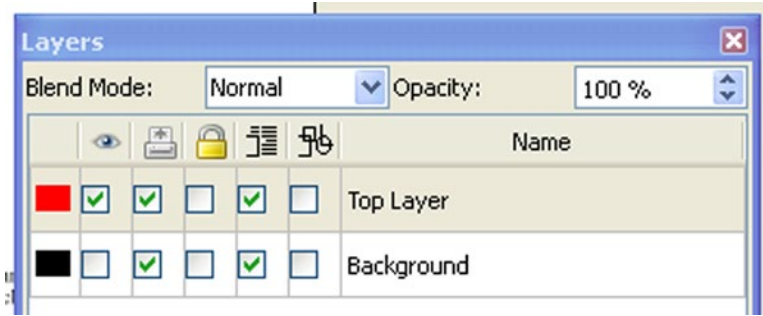 Layers
Blend Mode: Normal Opacity: 100 %
Name
Top Layer
Background